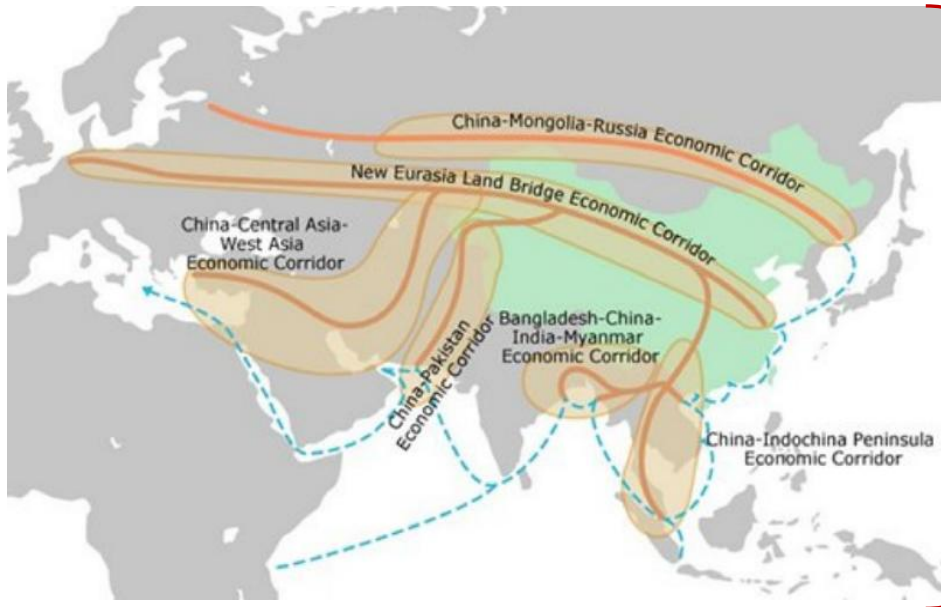 China-Mongolia-Russia Economic Corridor
New Eurasia Land Bridge Economic Corridor
China-Central Asia-
West Asia
Economic Corridor
Bangladesh-China-
India-Myanmar
Economic Corridor
China-Pakistan
Economic Corridor
China-Indochina Peninsula
Economic Corridor